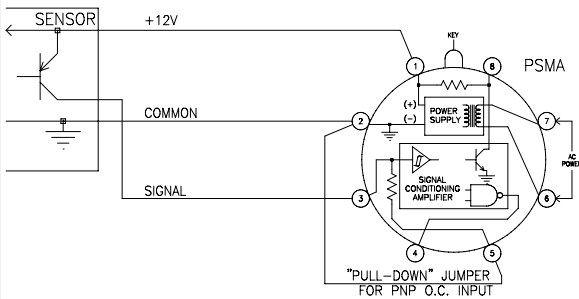 SENSOR
+12V
KEY
1
8
PSMA
(+)
(-)
POWER
SUPPLY
COMMON
2
7
AC
POWER
SIGNAL
CONDITIONING
AMPLIFIER
SIGNAL
3
6
4
5
"PULL-DOWN" JUMPER
FOR PNP O.C. INPUT